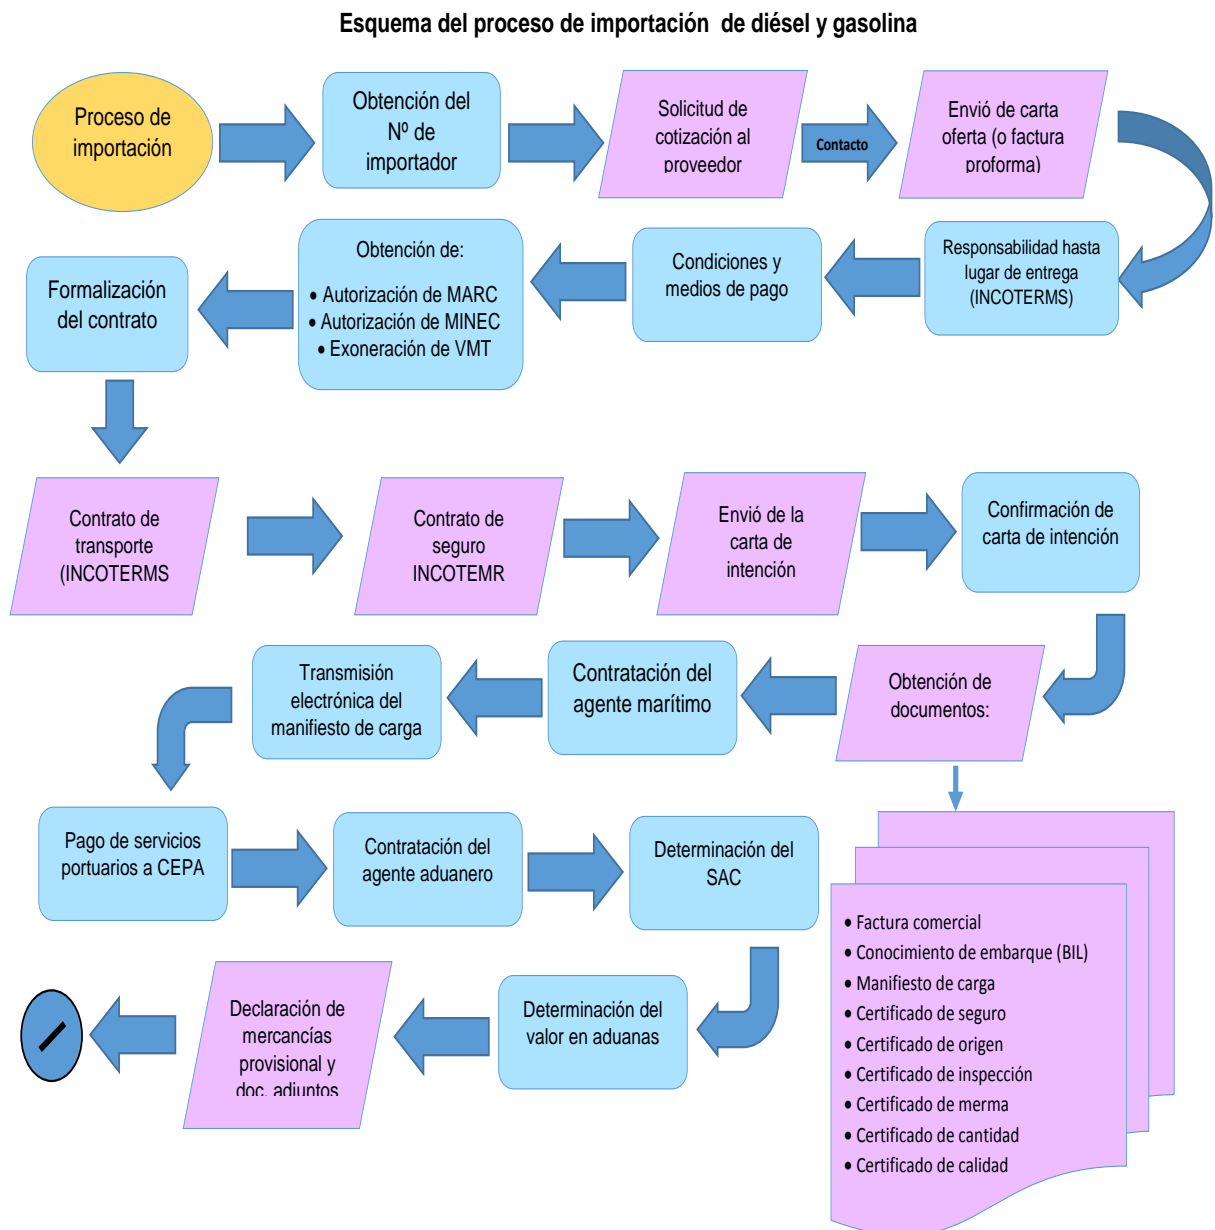 Esquema del proceso de importación  de diésel y gasolina
Proceso de
importación
Obtención del
Nº de
importador
Solicitud de
cotización al
proveedor
Contacto
Envió de carta
oferta (o factura
proforma)
Responsabilidad hasta
lugar de entrega
(INCOTERMS)
Condiciones y
medios de pago
Obtención de:
• Autorización de MARC
• Autorización de MINEC
• Exoneración de VMT
Formalización
del contrato
Contrato de
transporte
(INCOTERMS
Contrato de
seguro
INCOTEMR
Envió de la
carta de
intención
Confirmación de
carta de intención
Obtención de
documentos:
Contratación del
agente marítimo
Transmisión
electrónica del
manifiesto de carga
Pago de servicios
portuarios a CEPA
Contratación del
agente aduanero
Determinación del
SAC
• Factura comercial
• Conocimiento de embarque (BIL)
• Manifiesto de carga
• Certificado de seguro
• Certificado de origen
• Certificado de inspección
• Certificado de merma
• Certificado de cantidad
• Certificado de calidad
Determinación del
valor en aduanas
Declaración de
mercancías
provisional y
doc. adjuntos